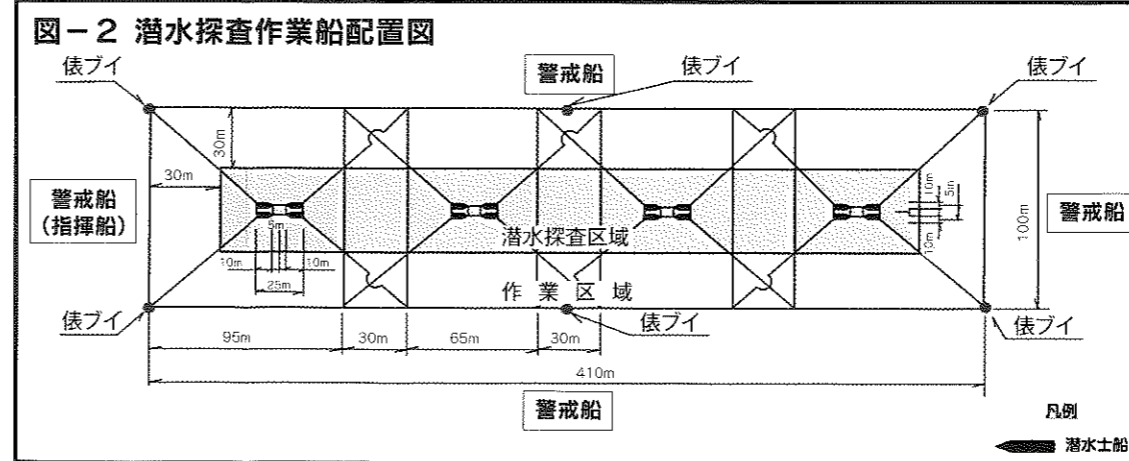 図－2 潜水探査作業船配置図
俵ブイ
警戒船
俵ブイ
俵ブイ
30m
30m
警戒船
(指揮船)
10m
5m
10m
100m
警戒船
5m
潜水探査区域
10m
10m
25m
作業区域
俵ブイ
俵ブイ
俵ブイ
95m
30m
65m
30m
410m
警戒船
凡例
潜水士船